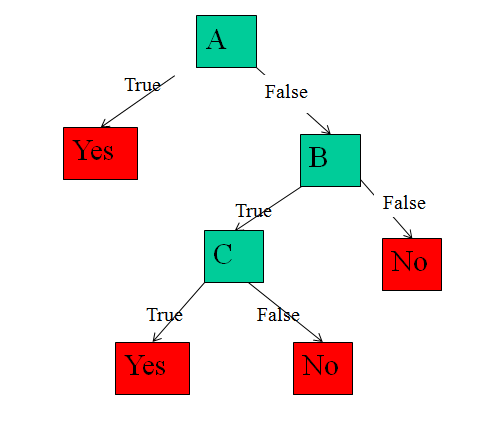 A
True
False
Yes
B
True
False
C
No
True
False
Yes
No